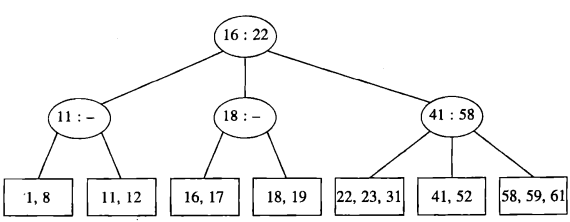 16 : 22
11 : – 18 : – 41 : 58
1, 8 11, 12 16, 17 18, 19 22, 23, 31 41, 52 58, 59, 61